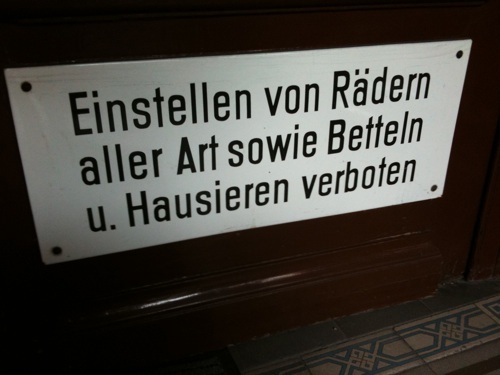 Einstellen von Rädern
aller Art sowie Betteln
u. Hausieren verboten